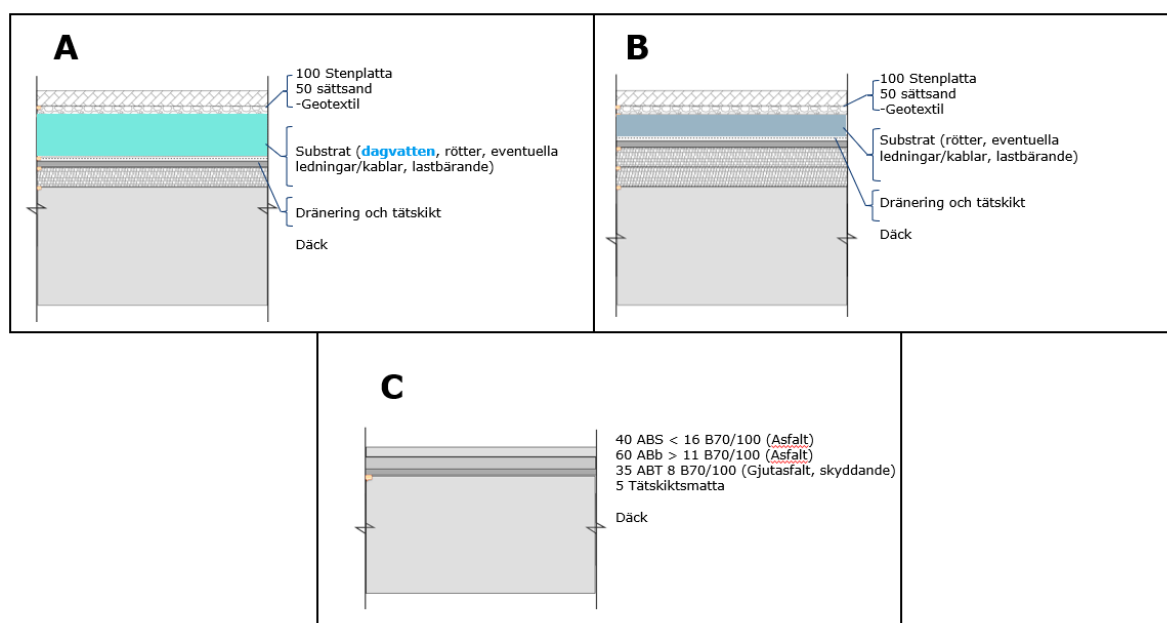 A
100 Stenplatta
50 sättsand
-Geotextil
Substrat (dagvatten, rötter, eventuella
ledningar/kablar, lastbärande)
Dränering och tätskikt
Däck
B
100 Stenplatta
50 sättsand
-Geotextil
Substrat (rötter, eventuella
ledningar/kablar, lastbärande)
Dränering och tätskikt
Däck
C
40 ABS < 16 B70/100 (Asfalt)
60 ABb > 11 B70/100 (Asfalt)
35 ABT 8 B70/100 (Gjutasfalt, skyddande)
5 Tätskiktsmatta
Däck